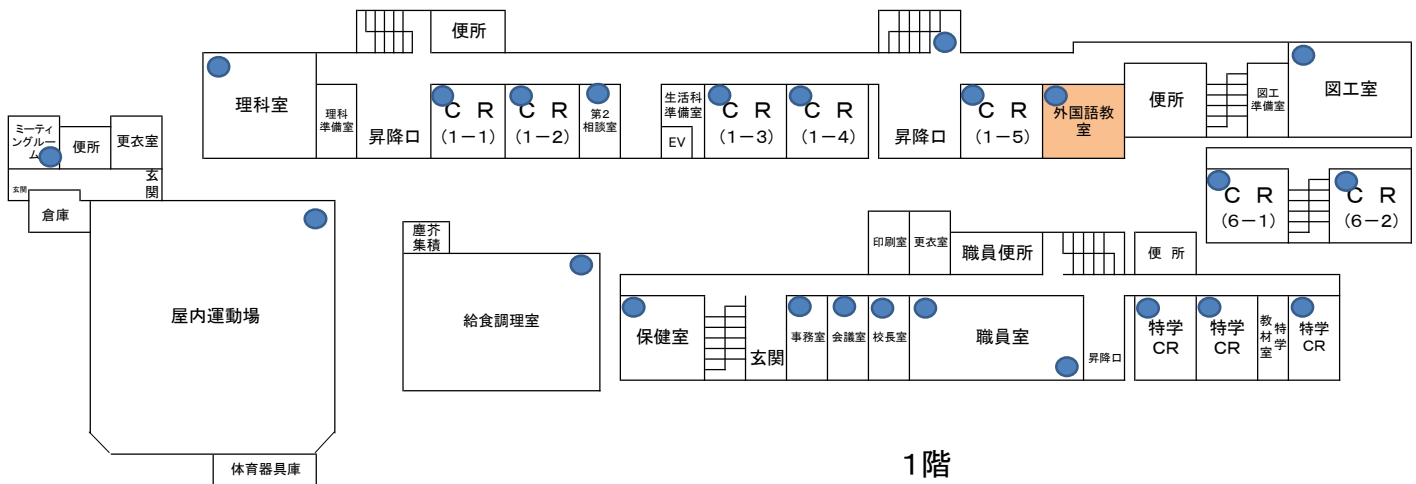 便所
理科室
理科
準備室
昇降口
C R
(1-1)
C R
(1-2)
第2
相談室
生活科
準備室
EV
C R
(1-3)
C R
(1-4)
昇降口
C R
(1-5)
外国語教
室
便所
図工
準備室
図工室
ミーティ
ングルー
ム
便所
更衣室
玄関
玄
関
倉庫
C R
(6-1)
C R
(6-2)
屋内運動場
体育器具庫
塵芥
集積
給食調理室
印刷室
更衣室
職員便所
便 所
保健室
玄関
事務室
会議室
校長室
職員室
昇降口
特学
CR
特学
CR
特学
教材室
特学
CR
1階